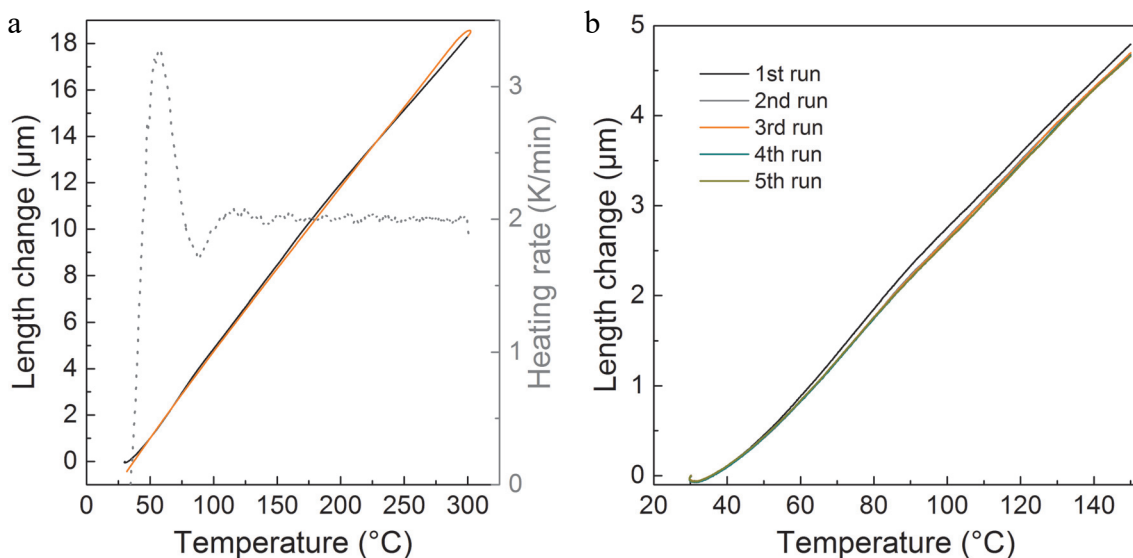 a
18
16
14
12
10
8
6
4
2
0
Length change (µm)
0 50 100 150 200 250 300
Temperature (°C)
3
2
1
0
Heating rate (K/min)
b
5
4
3
2
1
0
Length change (µm)
1st run
2nd run
3rd run
4th run
5th run
20 40 60 80 100 120 140
Temperature (°C)